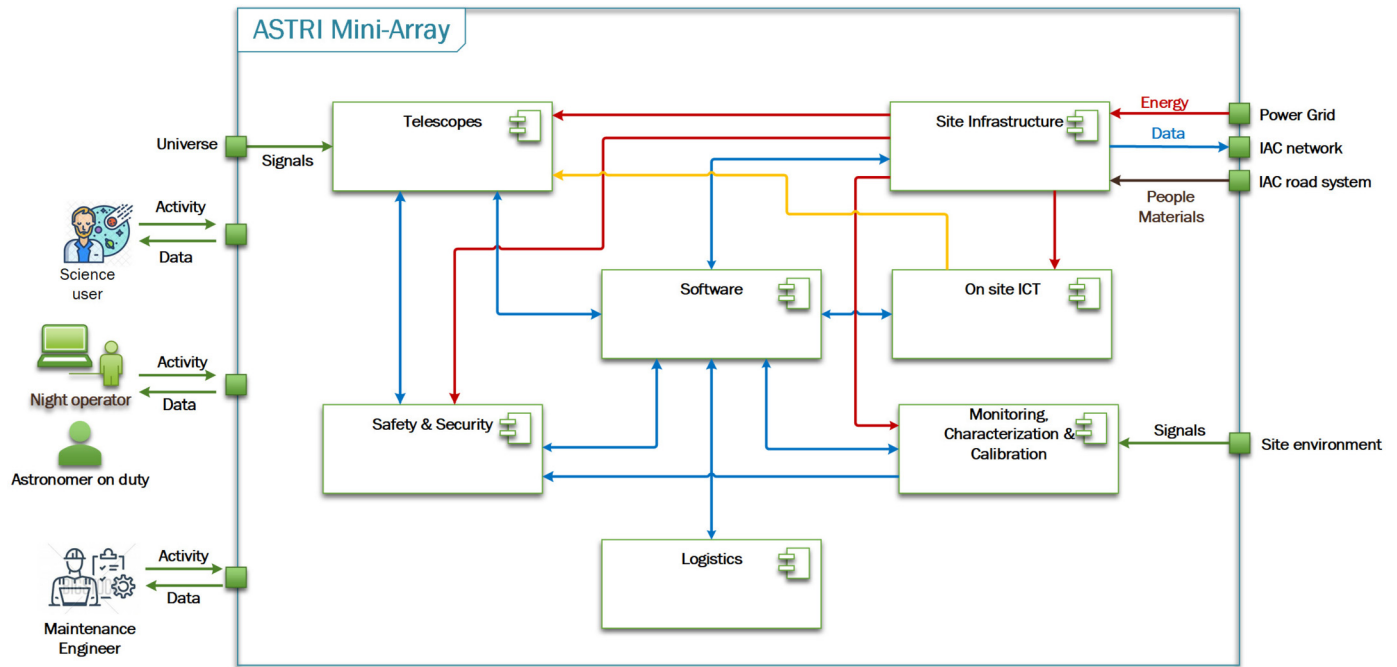 ASTRI Mini-Array
Telescopes
Site Infrastructure
Energy
Power Grid
Data
IAC network
Universe
Signals
IAC road system
People
Materials
Activity
Data
Science
user
Software
On site ICT
Activity
Data
Night operator
Safety & Security
Monitoring,
Characterization &
Calibration
Signals
Site environment
Astronomer on duty
Activity
Data
Logistics
Maintenance
Engineer